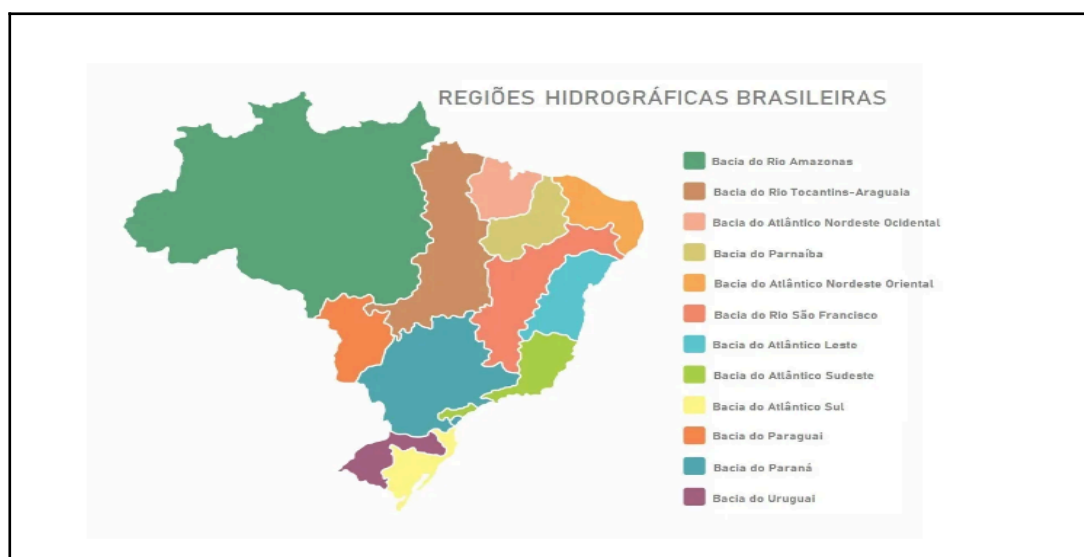 REGIÕES HIDROGRÁFICAS BRASILEIRAS
Bacia do Rio Amazonas
Bacia do Rio Tocantins-Araguaia
Bacia do Atlântico Nordeste Ocidental
Bacia do Parnaíba
Bacia do Atlântico Nordeste Oriental
Bacia do Rio São Francisco
Bacia do Atlântico Leste
Bacia do Atlântico Sudeste
Bacia do Atlântico Sul
Bacia do Paraguai
Bacia do Paraná
Bacia do Uruguai